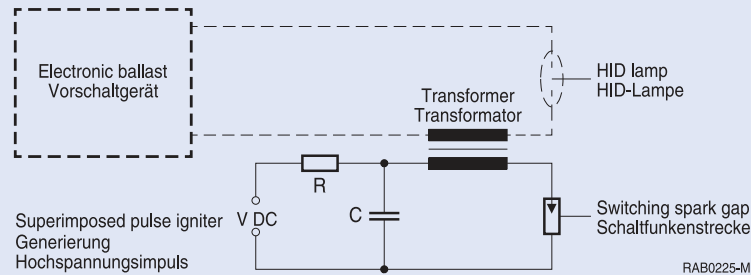 Electronic ballast
Vorschaltgerät
HID lamp
HID-Lampe
Transformer
Transformator
R
V DC
C
Switching spark gap
Schaltfunkenstrecke
Superimposed pulse igniter
Generierung
Hochspannungsimpuls
RAB0225-M